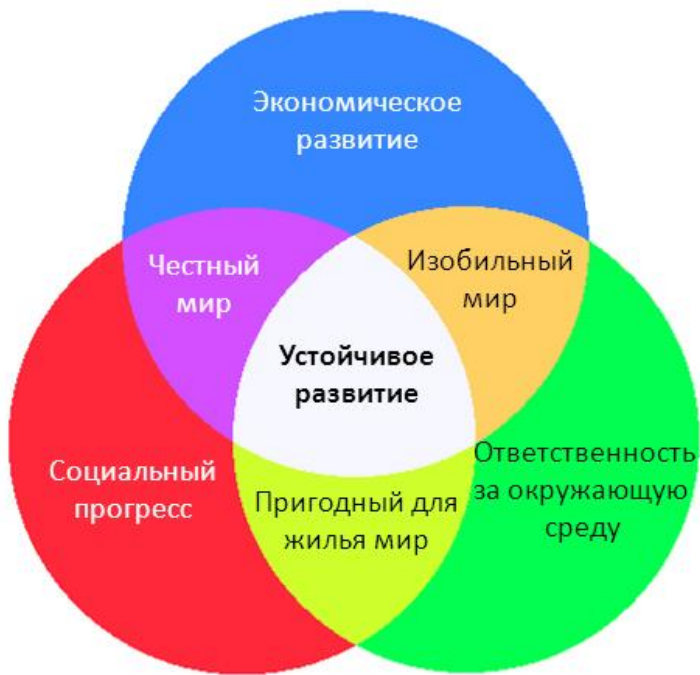 Экономическое
развитие
Честный
мир
Изобильный
мир
Устойчивое
развитие
Социальный
прогресс
Пригодный для
жилья мир
Ответственность
за окружающую
среду